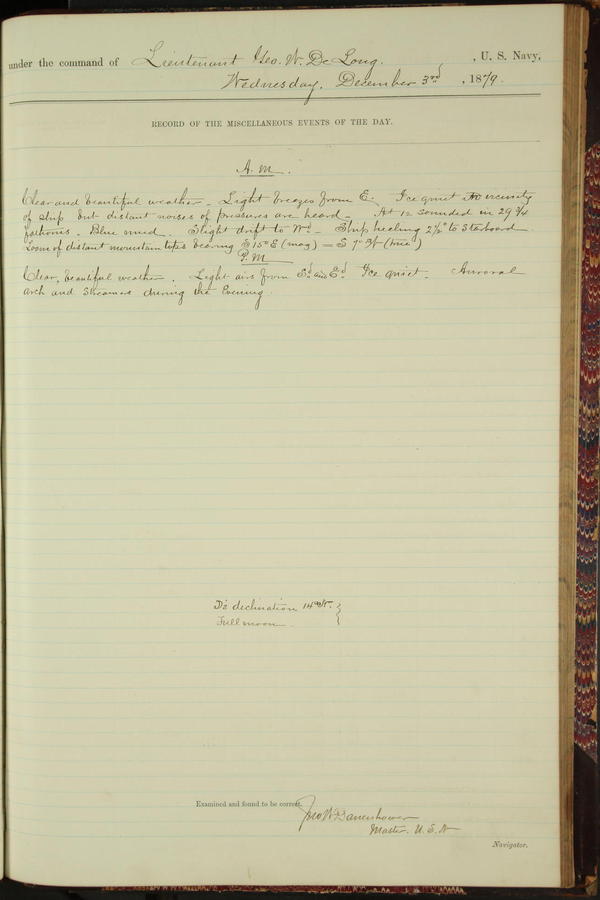 under the command of Lieutenant Geo. W. De Long. , U. S. Navy,
Wednesday, December 3rd , 1879.
RECORD OF THE MISCELLANEOUS EVENTS OF THE DAY.
A. M.
Clear and beautiful weather. Light breezes from E. Ice quiet in vicinity
of ship but distant noises of pressures are heard. At 12 sounded in 29 3/4
fathoms. Blue mud. Slight drift to Wd. Ship heeling 2½° to Starboard
Loom of distant mountain tops bearing S 15° E (mag) = S 7° W (true)
P. M.
Clear, beautiful weather. Light airs from Sd and Ed. Ice quiet. Auroral
arch and Streamers during the Evening.
declination 14
Full moon
Examined and found to be correct.
Jno W Danenhower
Master. U. S. N
Navigator.